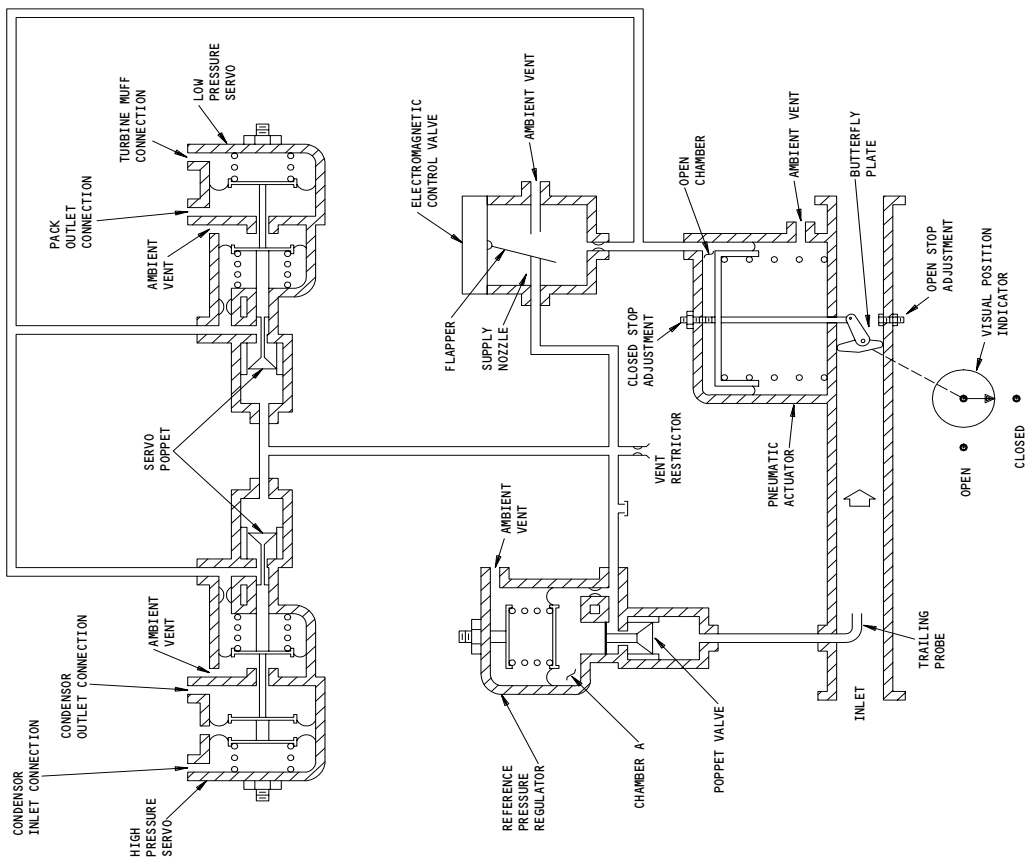 CONDENSOR
INLET CONNECTION
HIGH
PRESSURE
SERVO
CONDENSOR
OUTLET CONNECTION
AMBIENT
VENT
SERVO
POPPET
AMBIENT
VENT
PACK
OUTLET
CONNECTION
TURBINE MUFF
CONNECTION
LOW
PRESSURE
SERVO
REFERENCE
PRESSURE
REGULATOR
CHAMBER A
POPPET VALVE
AMBIENT
VENT
VENT
RESTRICTOR
FLAPPER
SUPPLY
NOZZLE
ELECTROMAGNETIC
CONTROL VALVE
AMBIENT VENT
CLOSED STOP
ADJUSTMENT
OPEN
CHAMBER
AMBIENT VENT
BUTTERFLY
PLATE
PNEUMATIC
ACTUATOR
INLET
TRAILING
PROBE
OPEN STOP
ADJUSTMENT
VISUAL POSITION
INDICATOR
OPEN
CLOSED